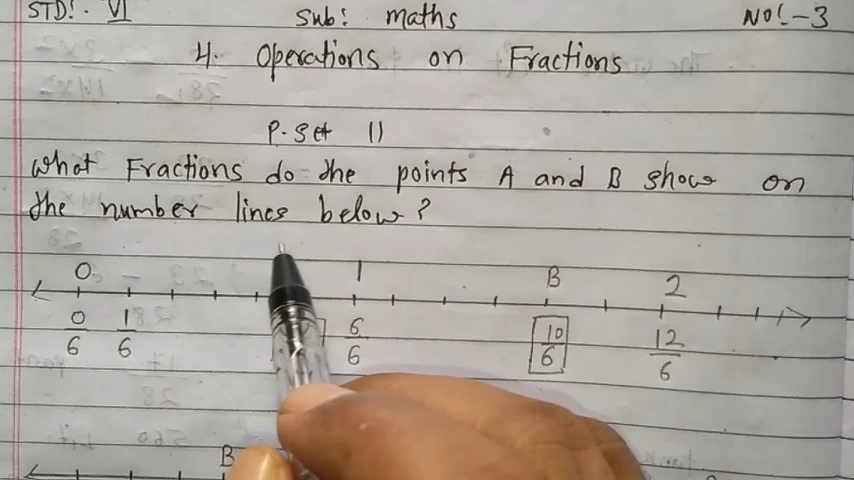 STD:. VI Sub: maths NO:-3
4. Operations on Fractions
P. Set 11
What Fractions do the points A and B show on
the number lines below?
0 1 B 2
0/6 1/6 6/6 10/6 12/6
B